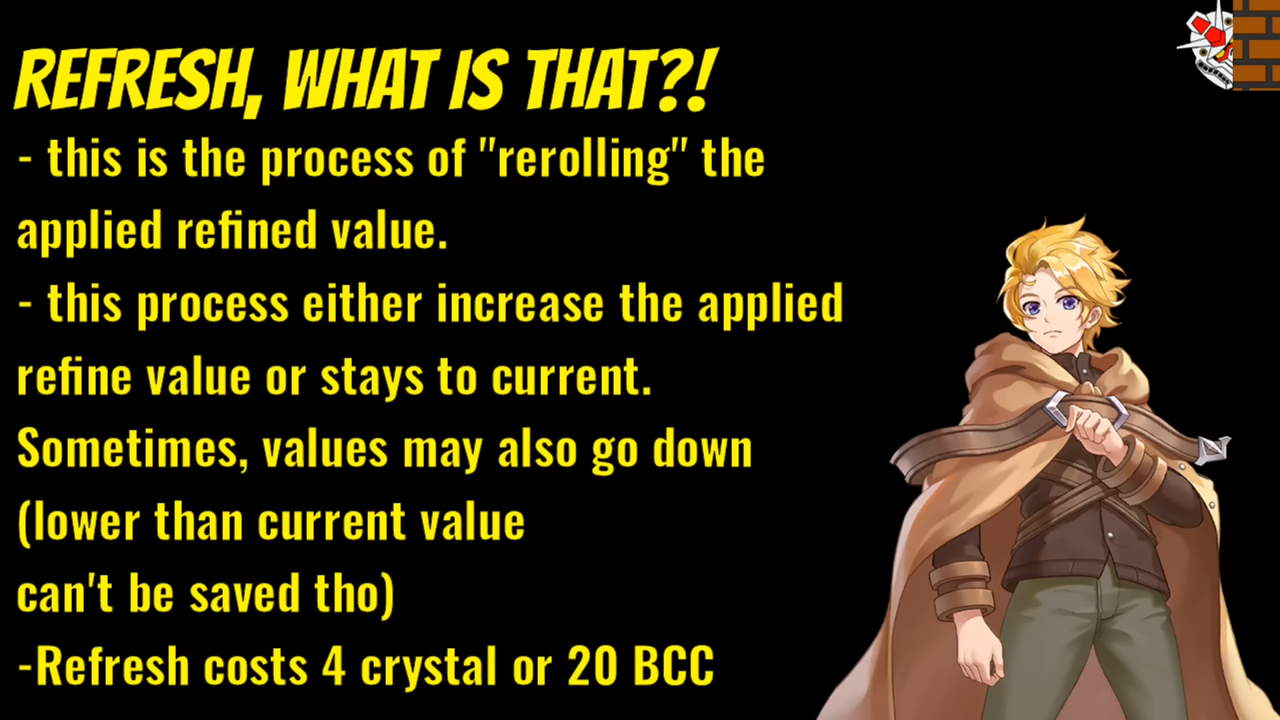 REFRESH, WHAT IS THAT?!
- this is the process of "rerolling" the
applied refined value.
- this process either increase the applied
refine value or stays to current.
Sometimes, values may also go down
(lower than current value
can't be saved tho)
-Refresh costs 4 crystal or 20 BCC